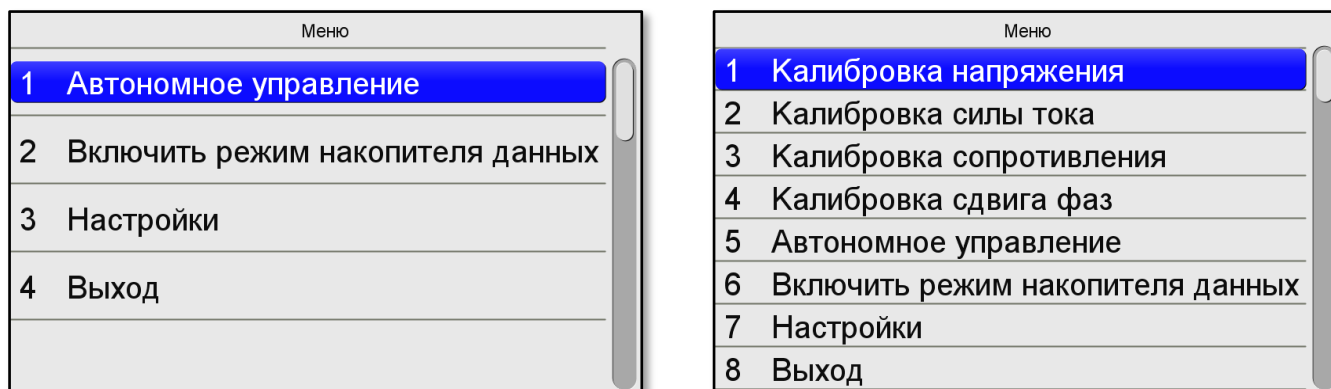 Меню
1 Автономное управление
2 Включить режим накопителя данных
3 Настройки
4 Выход
Меню
1 Калибровка напряжения
2 Калибровка силы тока
3 Калибровка сопротивления
4 Калибровка сдвига фаз
5 Автономное управление
6 Включить режим накопителя данных
7 Настройки
8 Выход